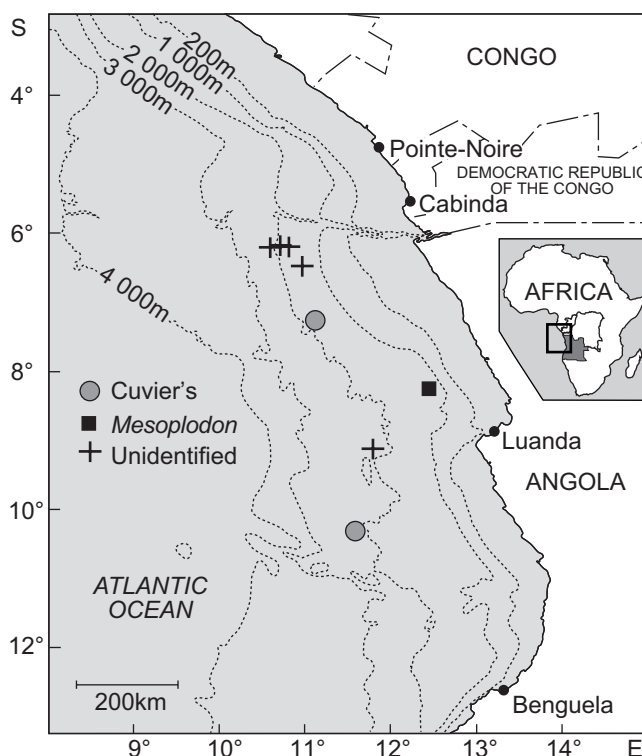 S
CONGO
200m
1 000m
2 000m
3 000m
4°
Pointe-Noire
DEMOCRATIC REPUBLIC
OF THE CONGO
Cabinda
6°
4 000m
AFRICA
8°
Cuvier's
Mesoplodon
Unidentified
Luanda
ANGOLA
10°
ATLANTIC
OCEAN
12°
200km
Benguela
9° 10° 11° 12° 13° 14° E